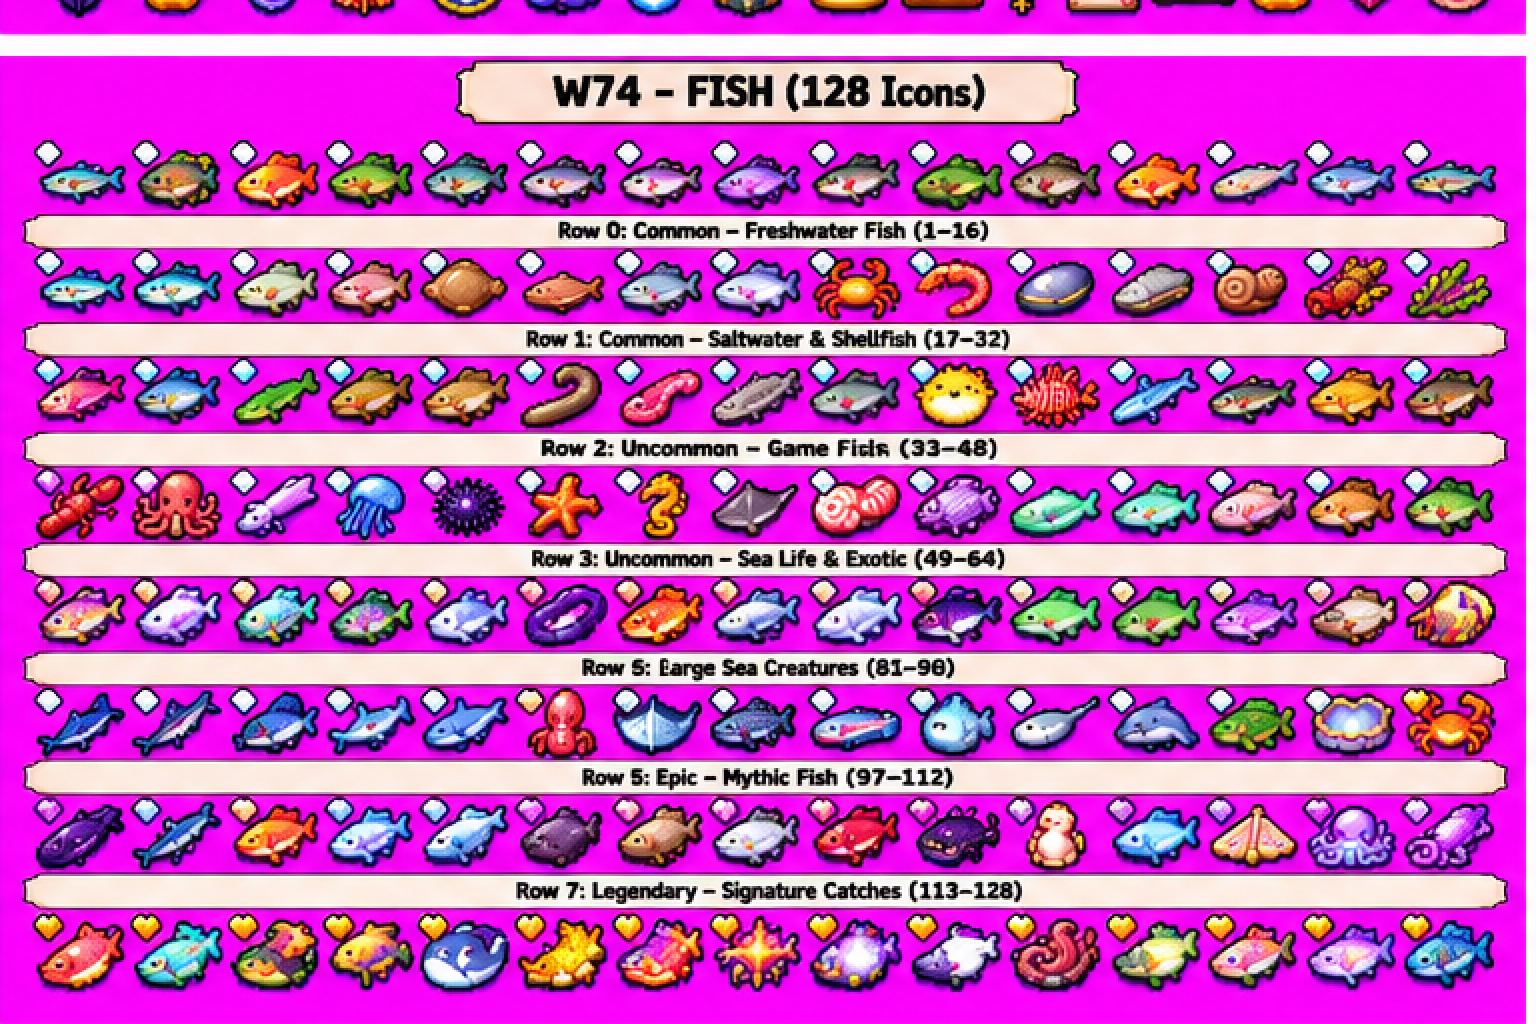 W74 – FISH (128 Icons)
Row 0: Common – Freshwater Fish (1–16)
Row 1: Common – Saltwater & Shellfish (17–32)
Row 2: Uncommon – Game (33–48)
Row 3: Uncommon – Sea Life & Exotic (49–64)
Row 5: Large Sea Creatures (81–96)
Row 5: Epic – Mythic Fish (97–112)
Row 7: Legendary – Signature Catches (113–128)